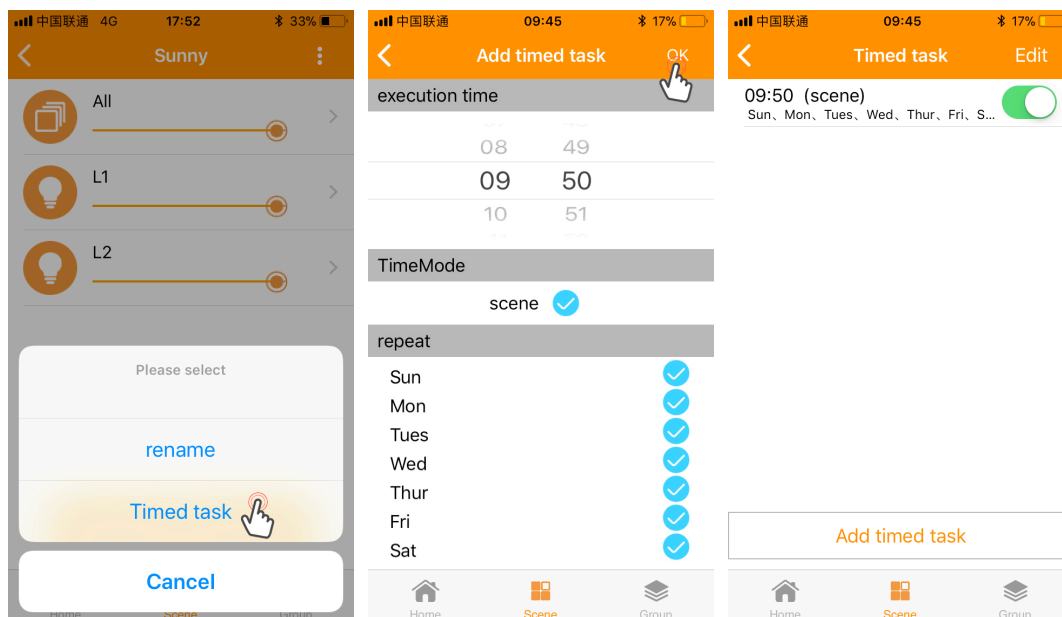 中国联通 4G 17:52 33%
Sunny
All
L1
L2
Please select
rename
Timed task
Cancel
Home Scene Group
中国联通 09:45 17%
Add timed task OK
execution time
08 49
09 50
10 51
TimeMode
scene
repeat
Sun
Mon
Tues
Wed
Thur
Fri
Sat
Home Scene Group
中国联通 09:45 17%
Timed task Edit
09:50 (scene)
Sun、Mon、Tues、Wed、Thur、Fri、S...
Add timed task
Home Scene Group